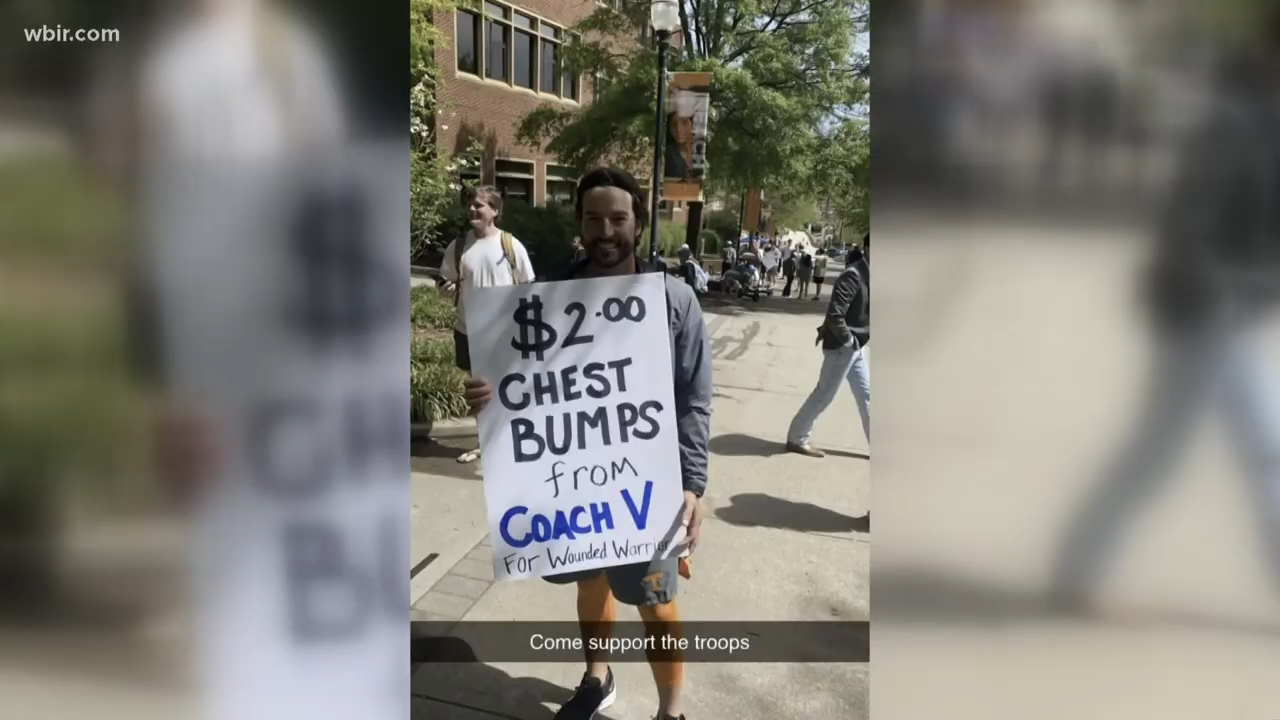 wbir.com
$2.00
CHEST
BUMPS
from
COACH V
For Wounded Warrior
Come support the troops